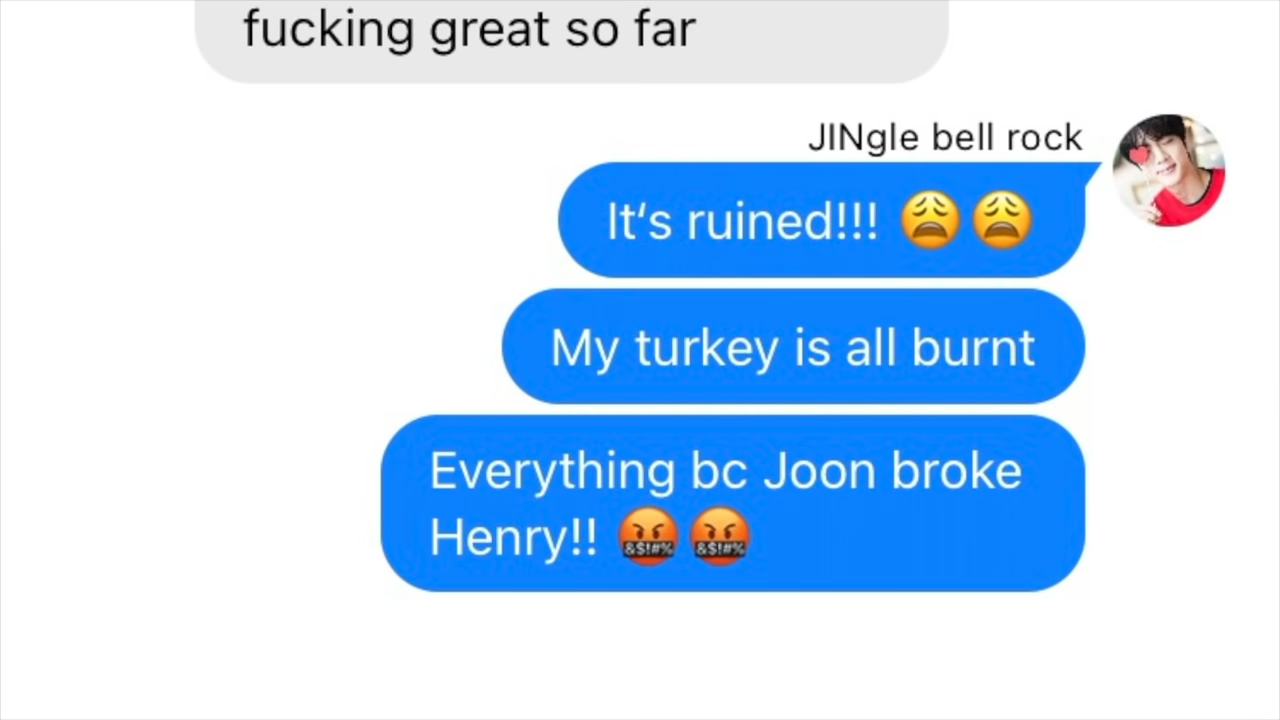 fucking great so far
JINgle bell rock
It‘s ruined!!! 😩😩
My turkey is all burnt
Everything bc Joon broke
Henry!! 🤬🤬